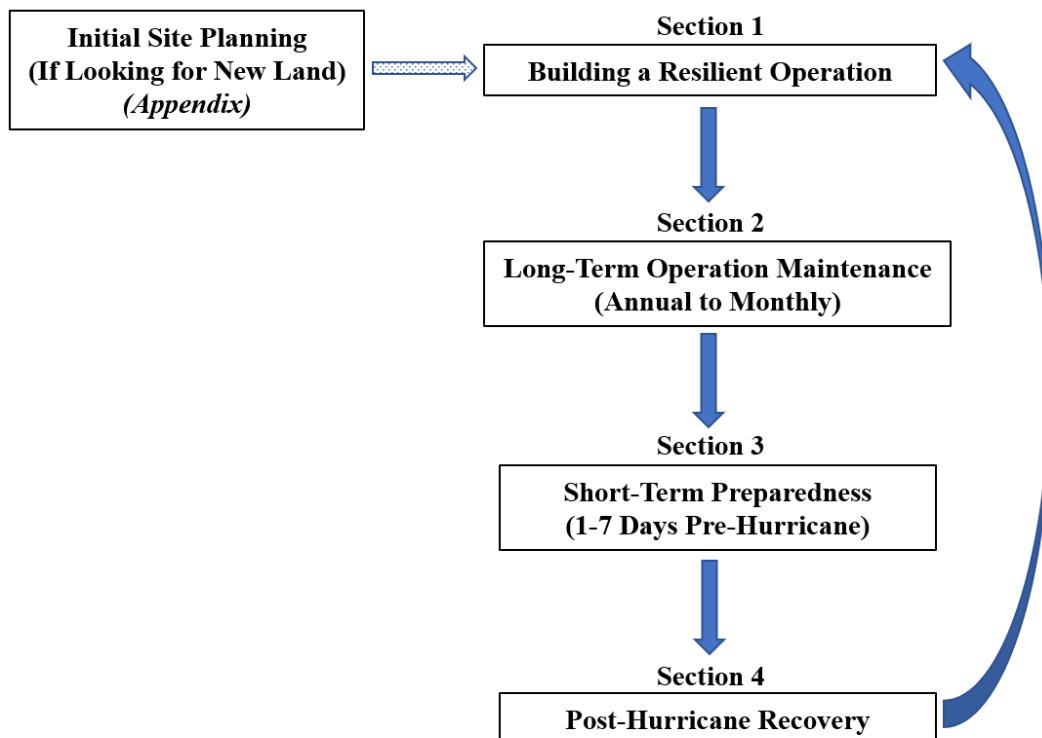 Initial Site Planning
(If Looking for New Land)
(Appendix)
Section 1
Building a Resilient Operation
Section 2
Long-Term Operation Maintenance
(Annual to Monthly)
Section 3
Short-Term Preparedness
(1-7 Days Pre-Hurricane)
Section 4
Post-Hurricane Recovery